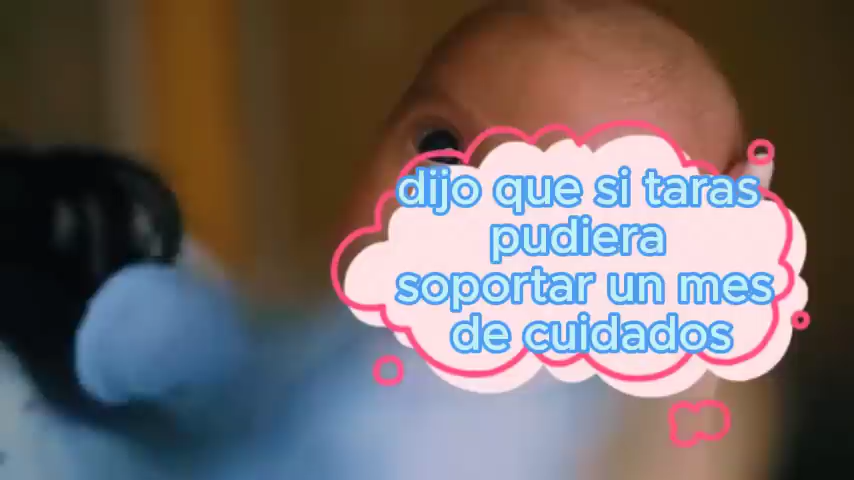 dijo que si taras
pudiera
soportar un mes
de cuidados